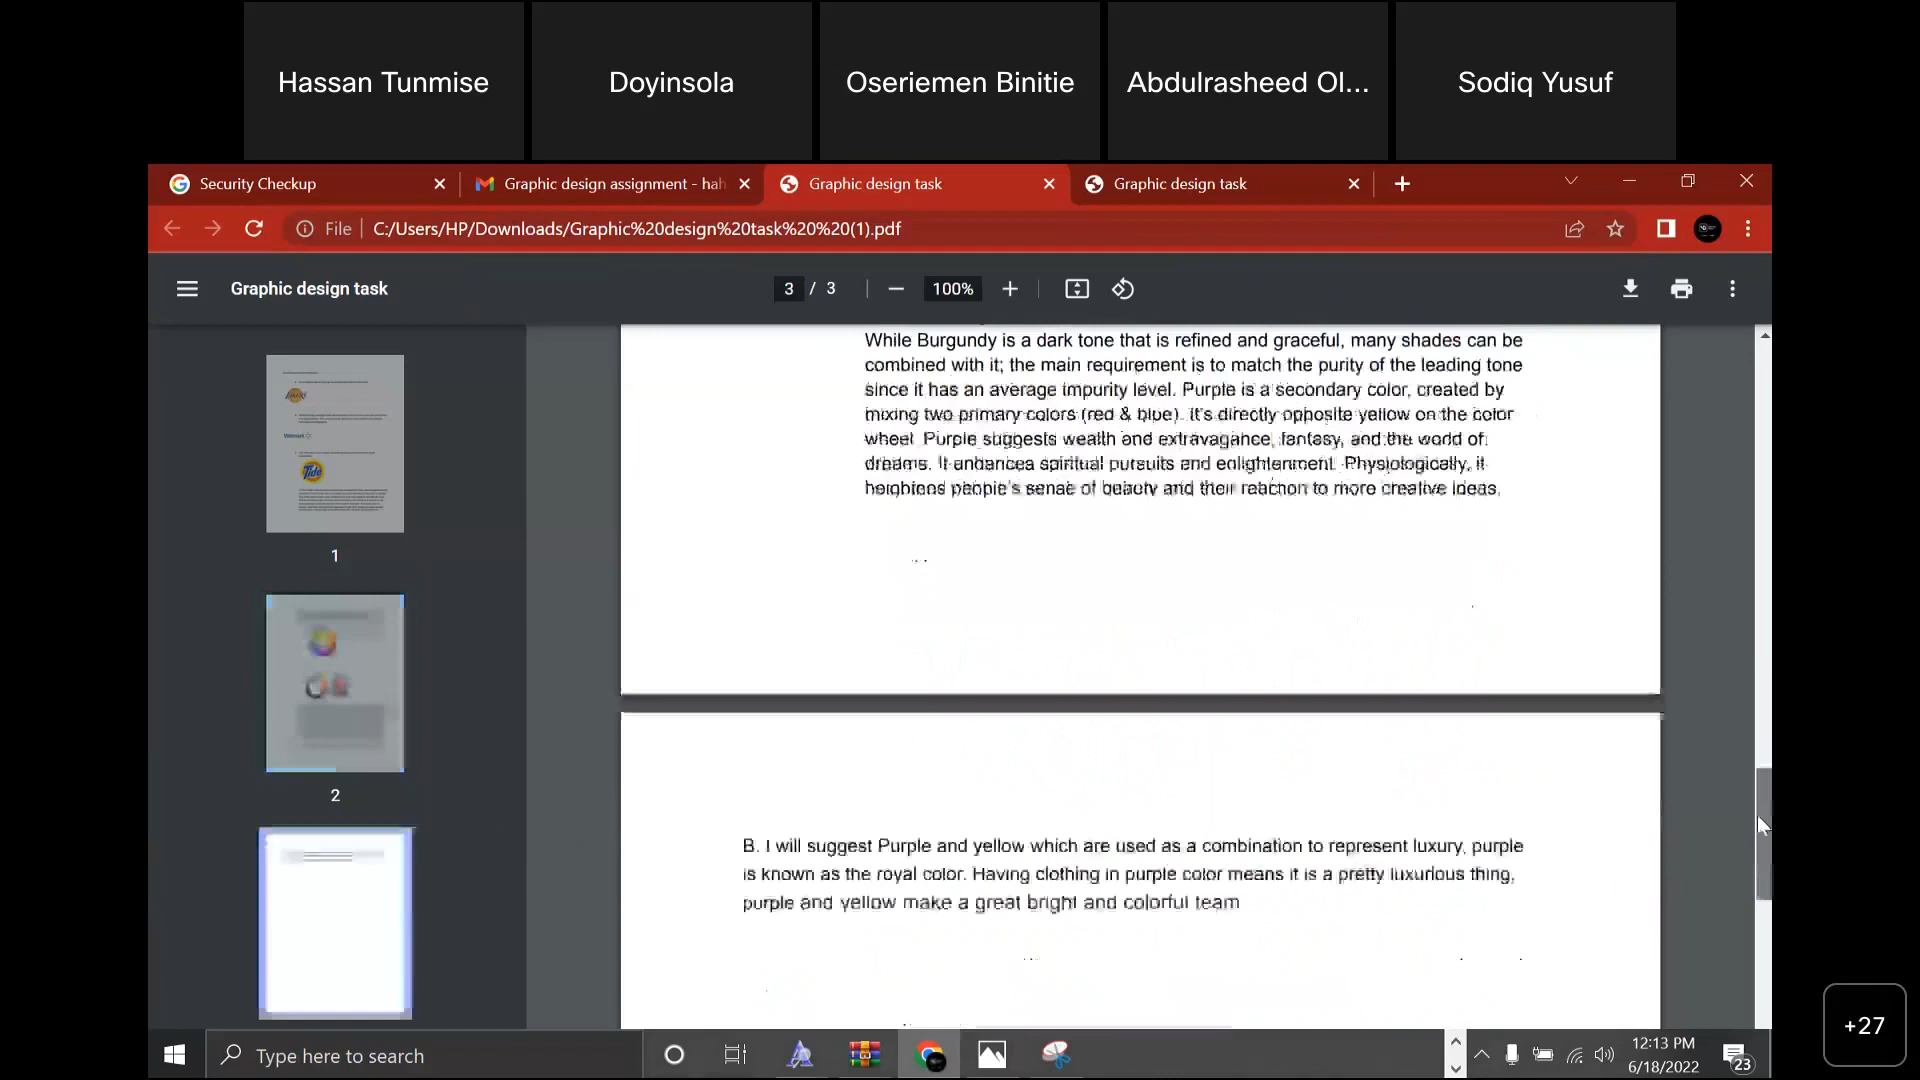 Hassan Tunmise
Doyinsola
Oseriemen Binitie
Abdulrasheed Ol...
Sodiq Yusuf
Security Checkup
Graphic design assignment - hah
Graphic design task
Graphic design task
File
C:/Users/HP/Downloads/Graphic%20design%20task%20%20(1).pdf
Graphic design task
3 / 3
100%
While Burgundy is a dark tone that is refined and graceful, many shades can be
combined with it; the main requirement is to match the purity of the leading tone
since it has an average impurity level. Purple is a secondary color, created by
mixing two primary colors (red & blue). It's directly opposite yellow on the color
wheel. Purple suggests wealth and extravagance, fantasy, and the world of
dreams. It enhances spiritual pursuits and enlightenment. Physiologically, it
heightens people's sense of beauty and their reaction to more creative ideas.
B. I will suggest Purple and yellow which are used as a combination to represent luxury, purple
is known as the royal color. Having clothing in purple color means it is a pretty luxurious thing,
purple and yellow make a great bright and colorful team
Walmart
Tide
1
2
Type here to search
12:13 PM
6/18/2022
23
+27